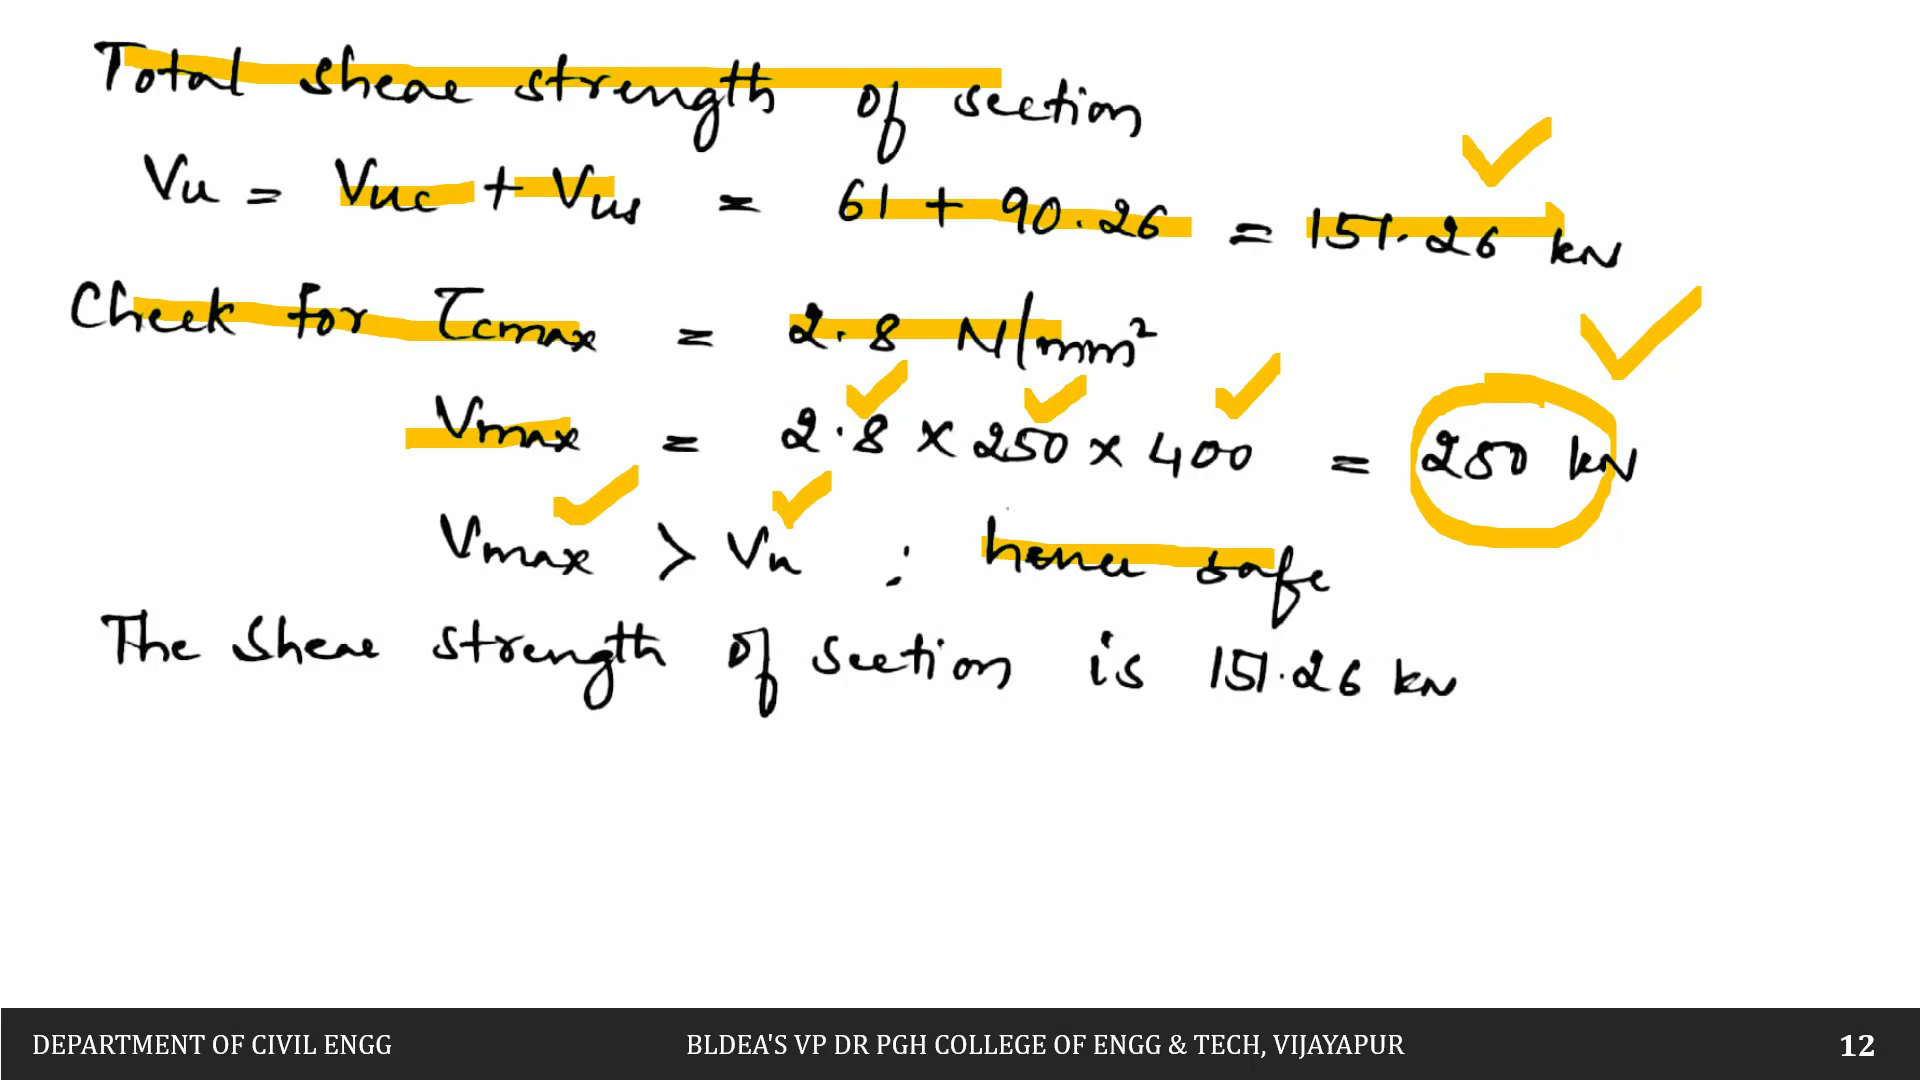 Total shear strength of section
Vu = Vuc + Vus = 61 + 90.26 = 151.26 kN
Check for τcmax = 2.8 N/mm²
Vmax = 2.8 × 250 × 400 = 280 kN
Vmax > Vu : hence safe
The shear strength of section is 151.26 kN
DEPARTMENT OF CIVIL ENGG BLDEA'S VP DR PGH COLLEGE OF ENGG & TECH, VIJAYAPUR 12